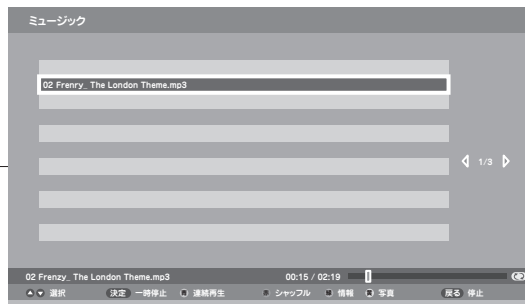 ミュージック
02 Frenry_ The London Theme.mp3
1/3
02 Frenzy_ The London Theme.mp3 00:15 / 02:19
選択 決定 一時停止 連続再生 シャッフル 情報 写真 戻る 停止